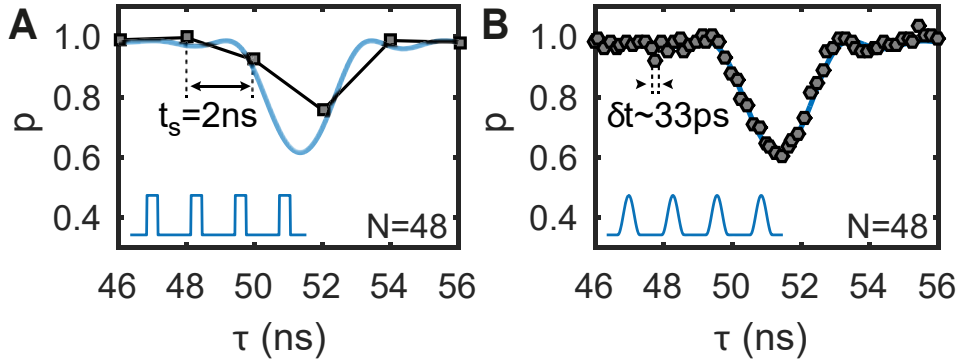 A
1.0
0.8
0.6
0.4
p
tₛ=2ns
N=48
46 48 50 52 54 56
τ (ns)
B
1.0
0.8
0.6
0.4
p
δt~33ps
N=48
46 48 50 52 54 56
τ (ns)